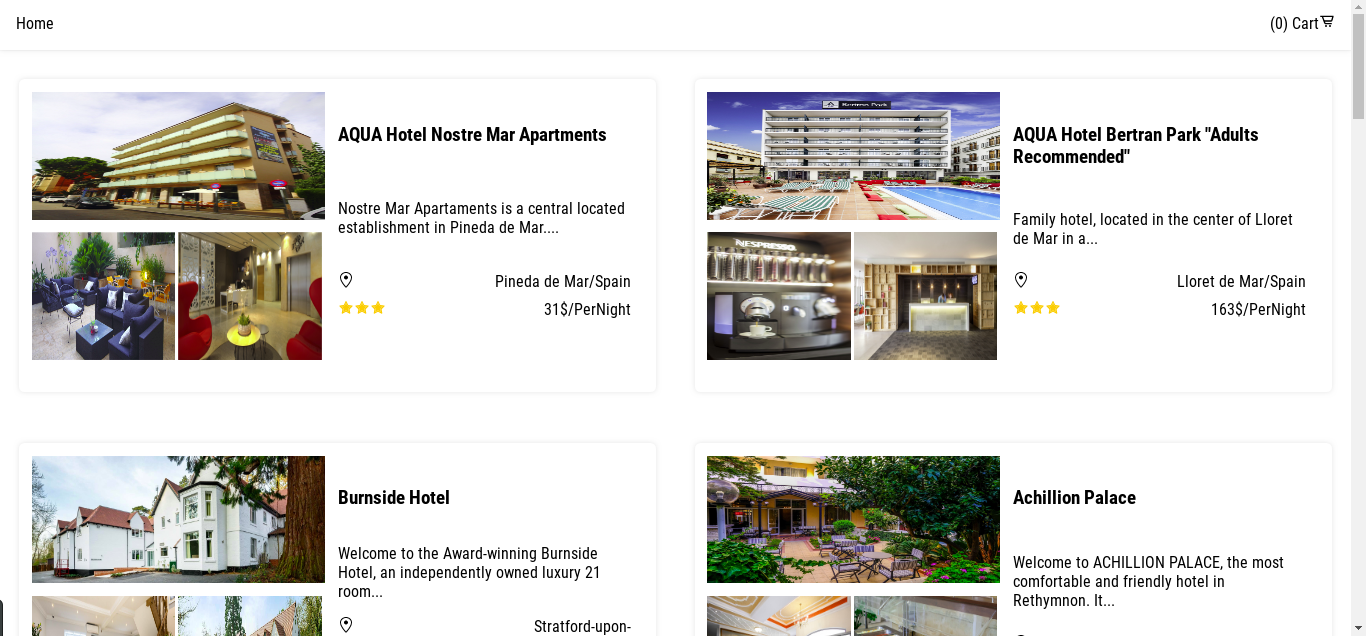 Home
(0) Cart
AQUA Hotel Nostre Mar Apartments
Nostre Mar Apartaments is a central located
establishment in Pineda de Mar....
Pineda de Mar/Spain
31$/PerNight
Bertran Park
AQUA Hotel Bertran Park "Adults
Recommended"
NESPRESSO
Family hotel, located in the center of Lloret
de Mar in a...
Lloret de Mar/Spain
163$/PerNight
Burnside Hotel
Welcome to the Award-winning Burnside
Hotel, an independently owned luxury 21
room...
Stratford-upon-
Achillion Palace
Welcome to ACHILLION PALACE, the most
comfortable and friendly hotel in
Rethymnon. It...